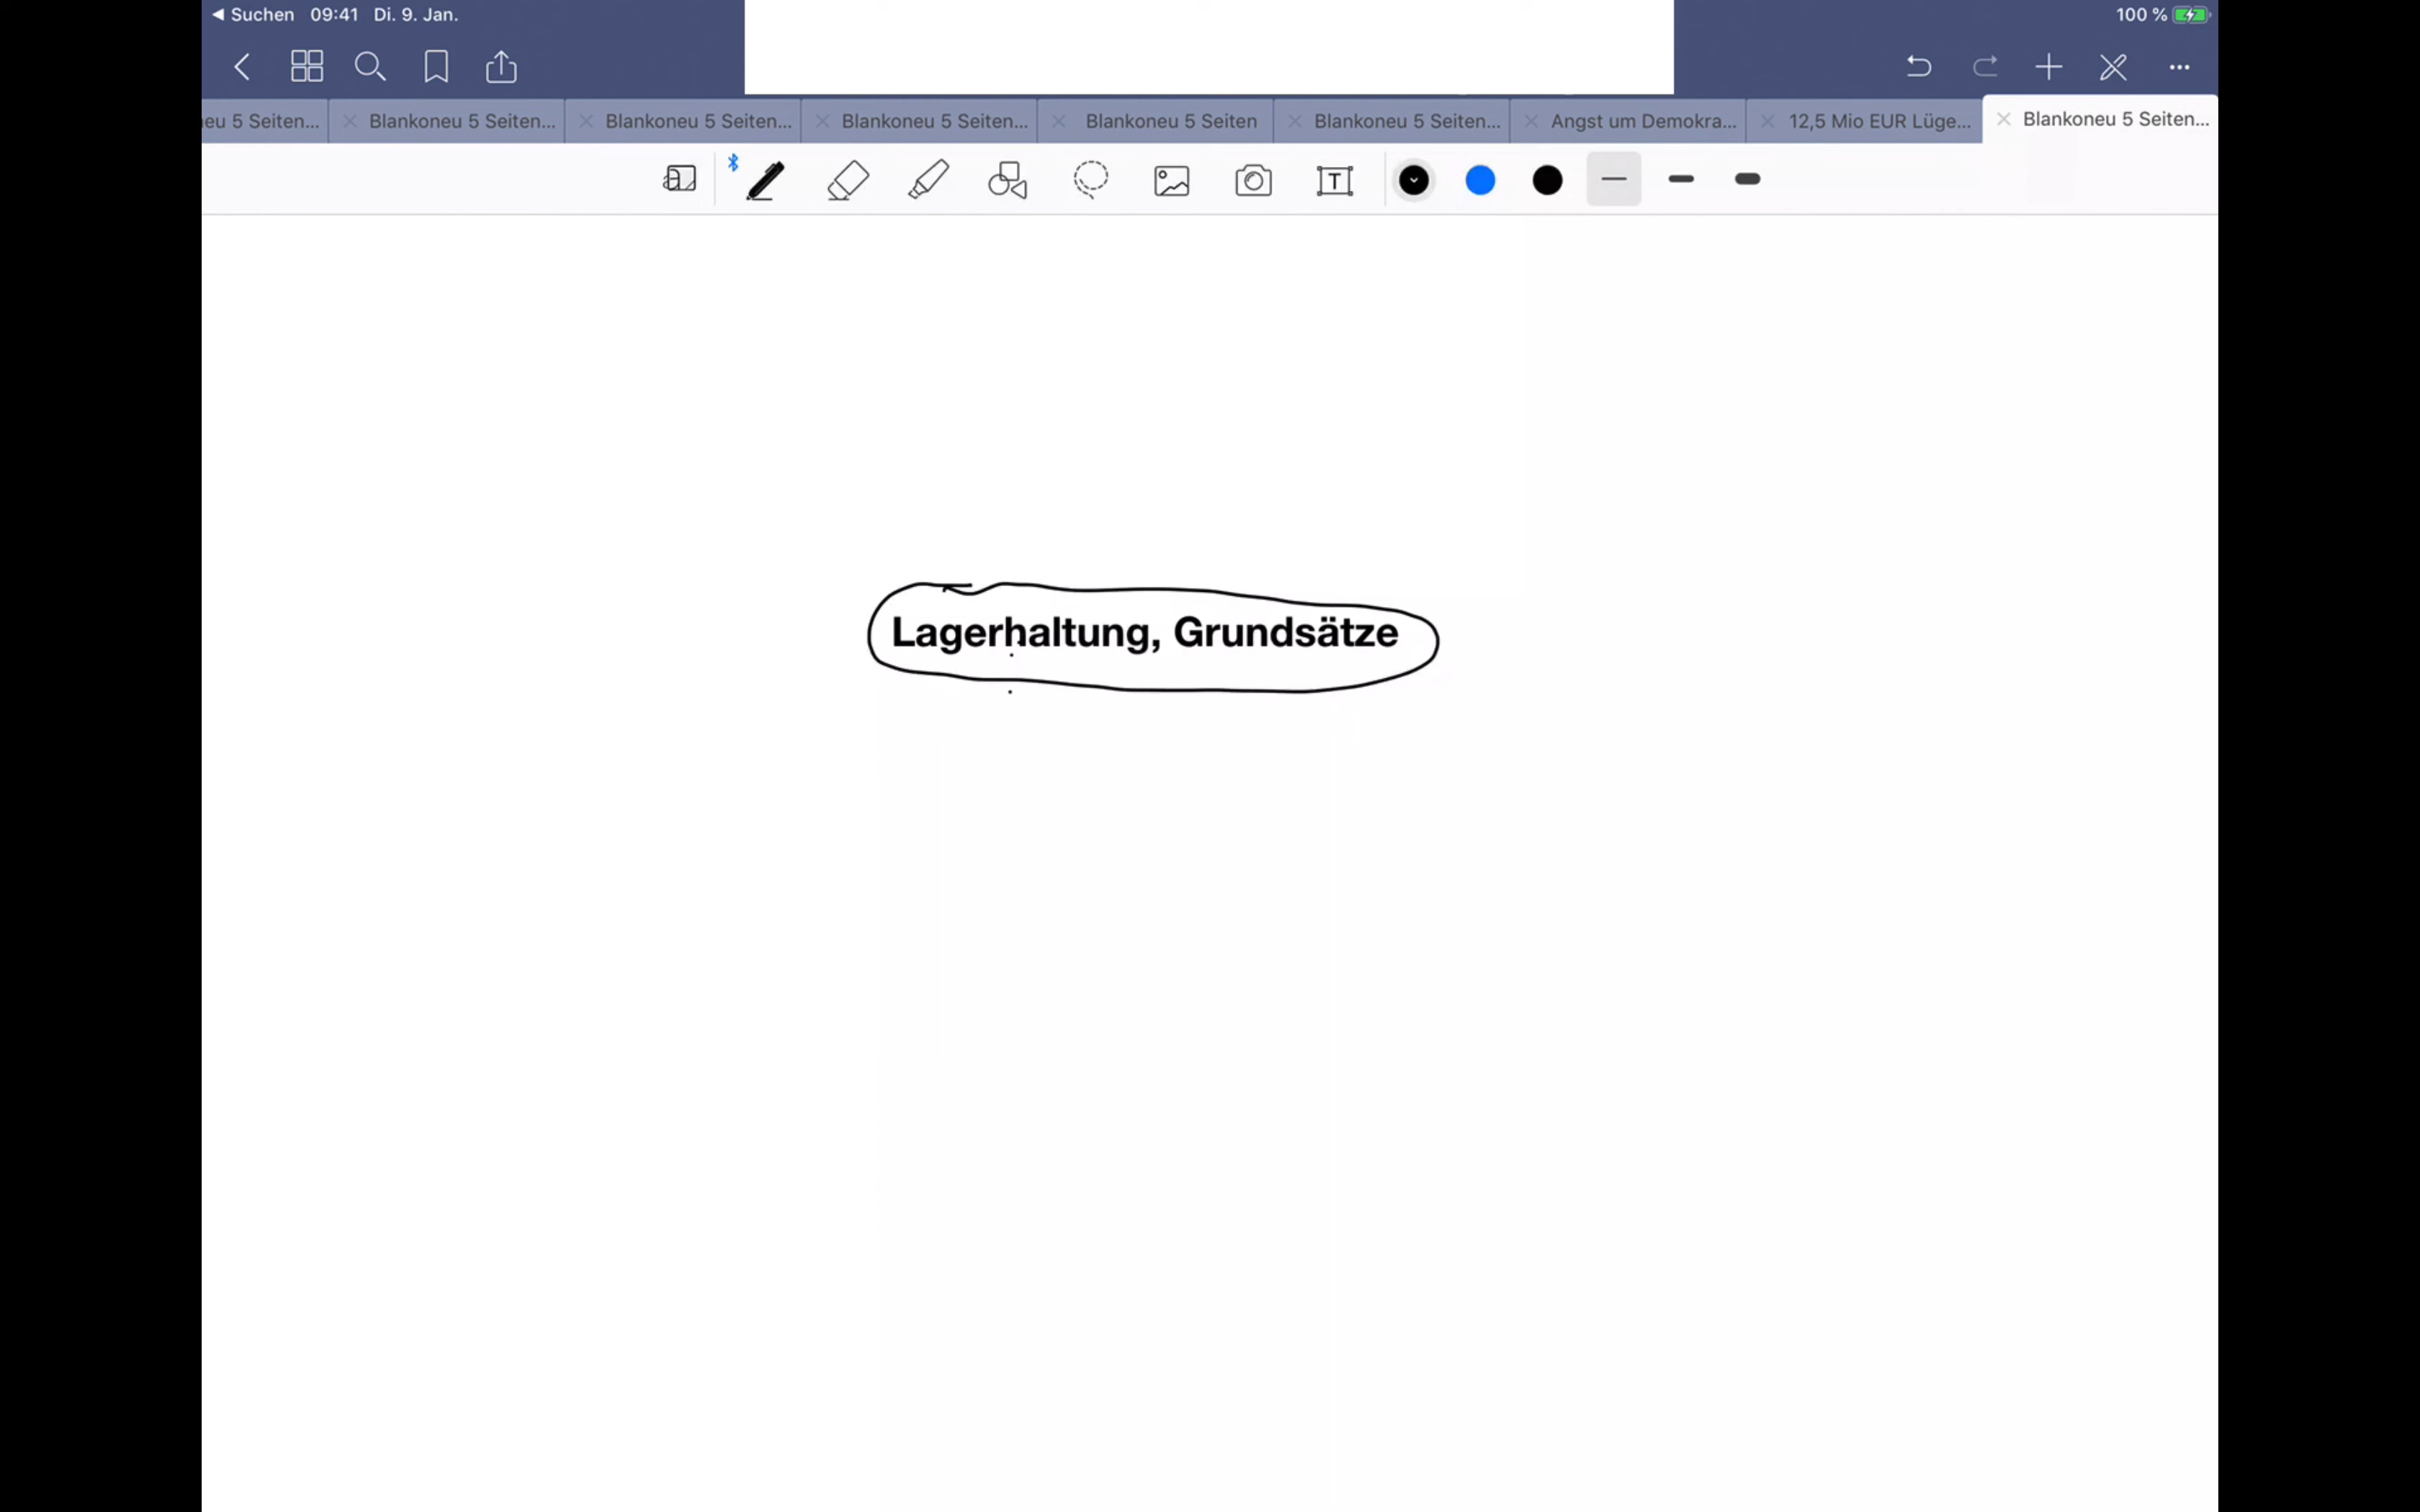 Suchen 09:41 Di. 9. Jan. 100 %
eu 5 Seiten... Blankoneu 5 Seiten... Blankoneu 5 Seiten... Blankoneu 5 Seiten... Blankoneu 5 Seiten Blankoneu 5 Seiten... Angst um Demokra... 12,5 Mio EUR Lüge... Blankoneu 5 Seiten...
a T
Lagerhaltung, Grundsätze